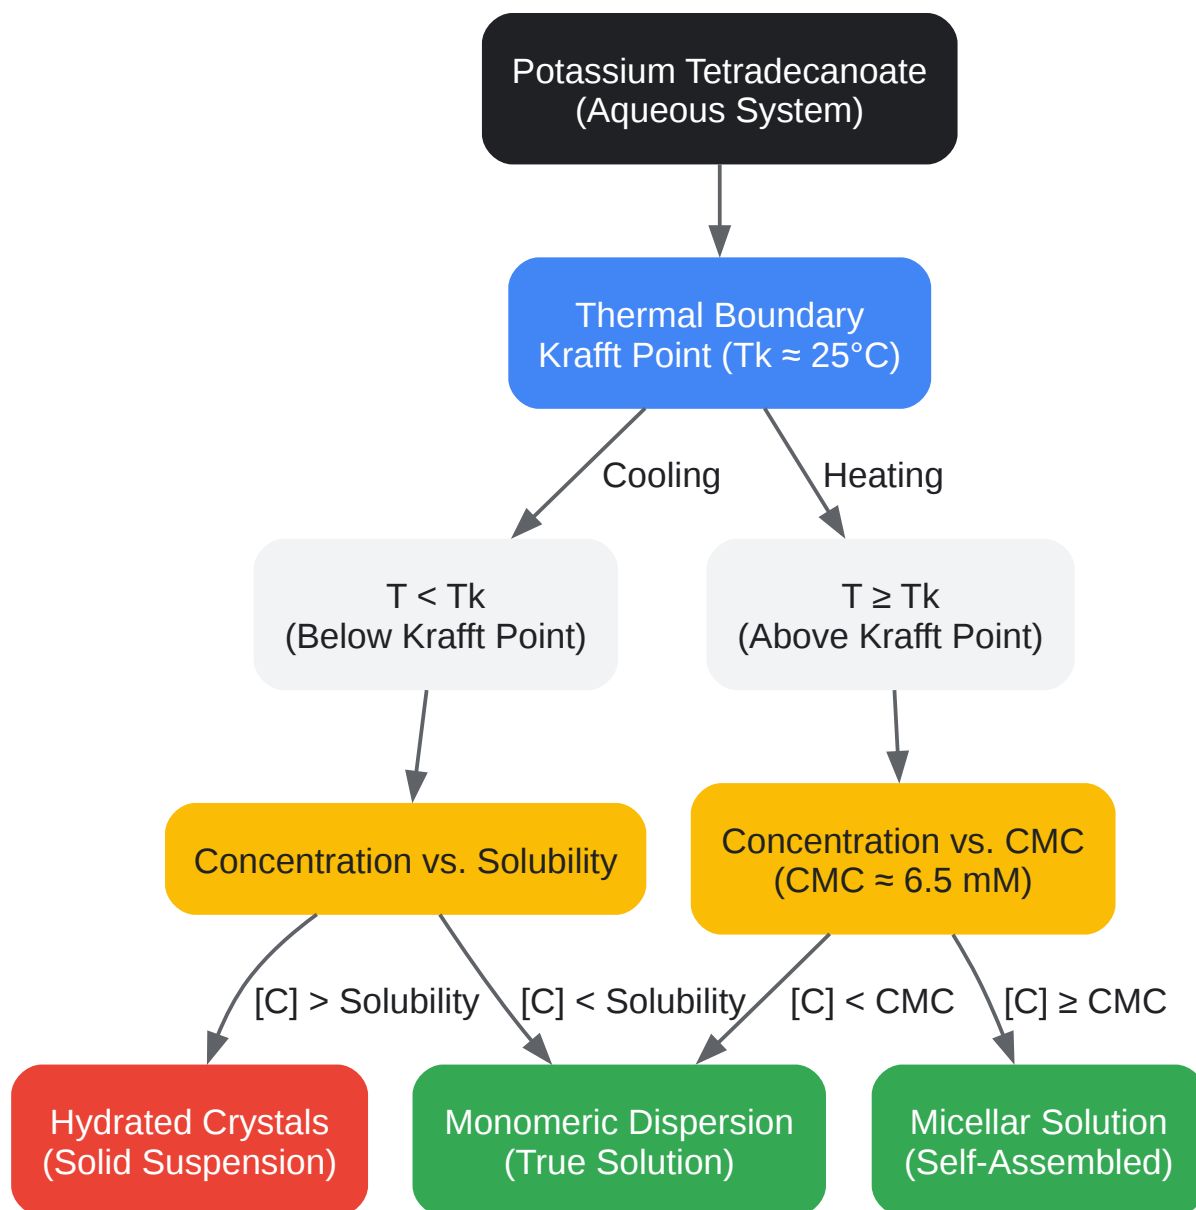 Potassium Tetradecanoate
(Aqueous System)
Thermal Boundary
Krafft Point (Tk ≈ 25°C)
Cooling
Heating
T < Tk
(Below Krafft Point)
T ≥ Tk
(Above Krafft Point)
Concentration vs. Solubility
Concentration vs. CMC
(CMC ≈ 6.5 mM)
[C] > Solubility
[C] < Solubility
[C] < CMC
[C] ≥ CMC
Hydrated Crystals
(Solid Suspension)
Monomeric Dispersion
(True Solution)
Micellar Solution
(Self-Assembled)